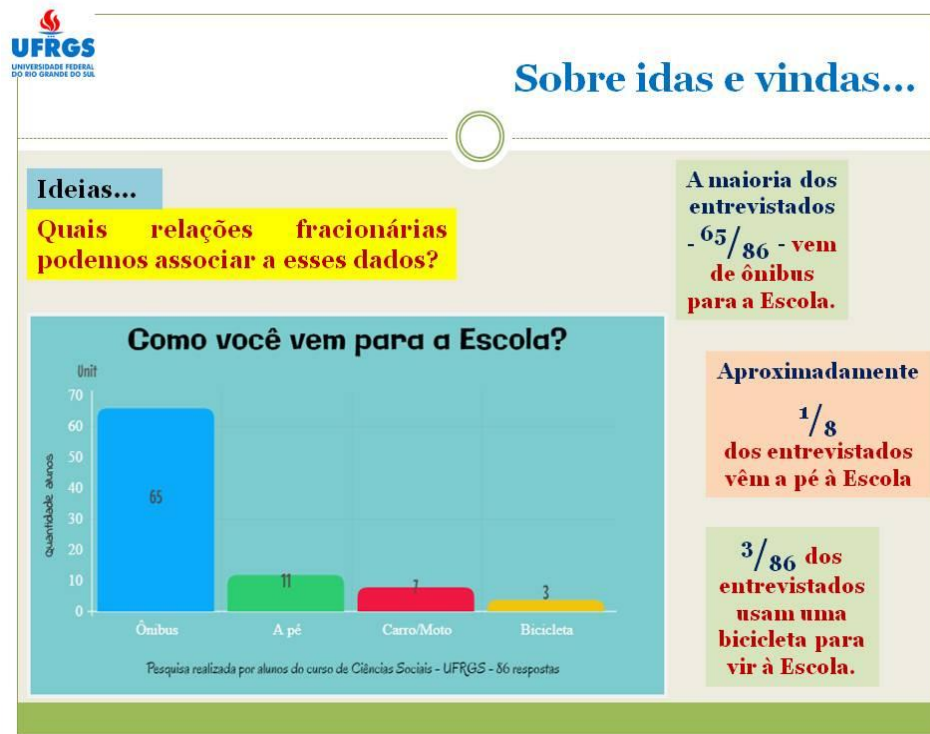 UFRGS
UNIVERSIDADE FEDERAL
DO RIO GRANDE DO SUL
Sobre idas e vindas...
Ideias...
Quais relações fracionárias
podemos associar a esses dados?
Como você vem para a Escola?
Unit
70
60
50
40
30
20
10
0
quantidade alunos
65
11
7
3
Ônibus
A pé
Carro/Moto
Bicicleta
Pesquisa realizada por alunos do curso de Ciências Sociais - UFRGS - 86 respostas
A maioria dos
entrevistados
- 65/86 - vem
de ônibus
para a Escola.
Aproximadamente
1/8
dos entrevistados
vêm a pé à Escola
3/86 dos
entrevistados
usam uma
bicicleta para
vir à Escola.